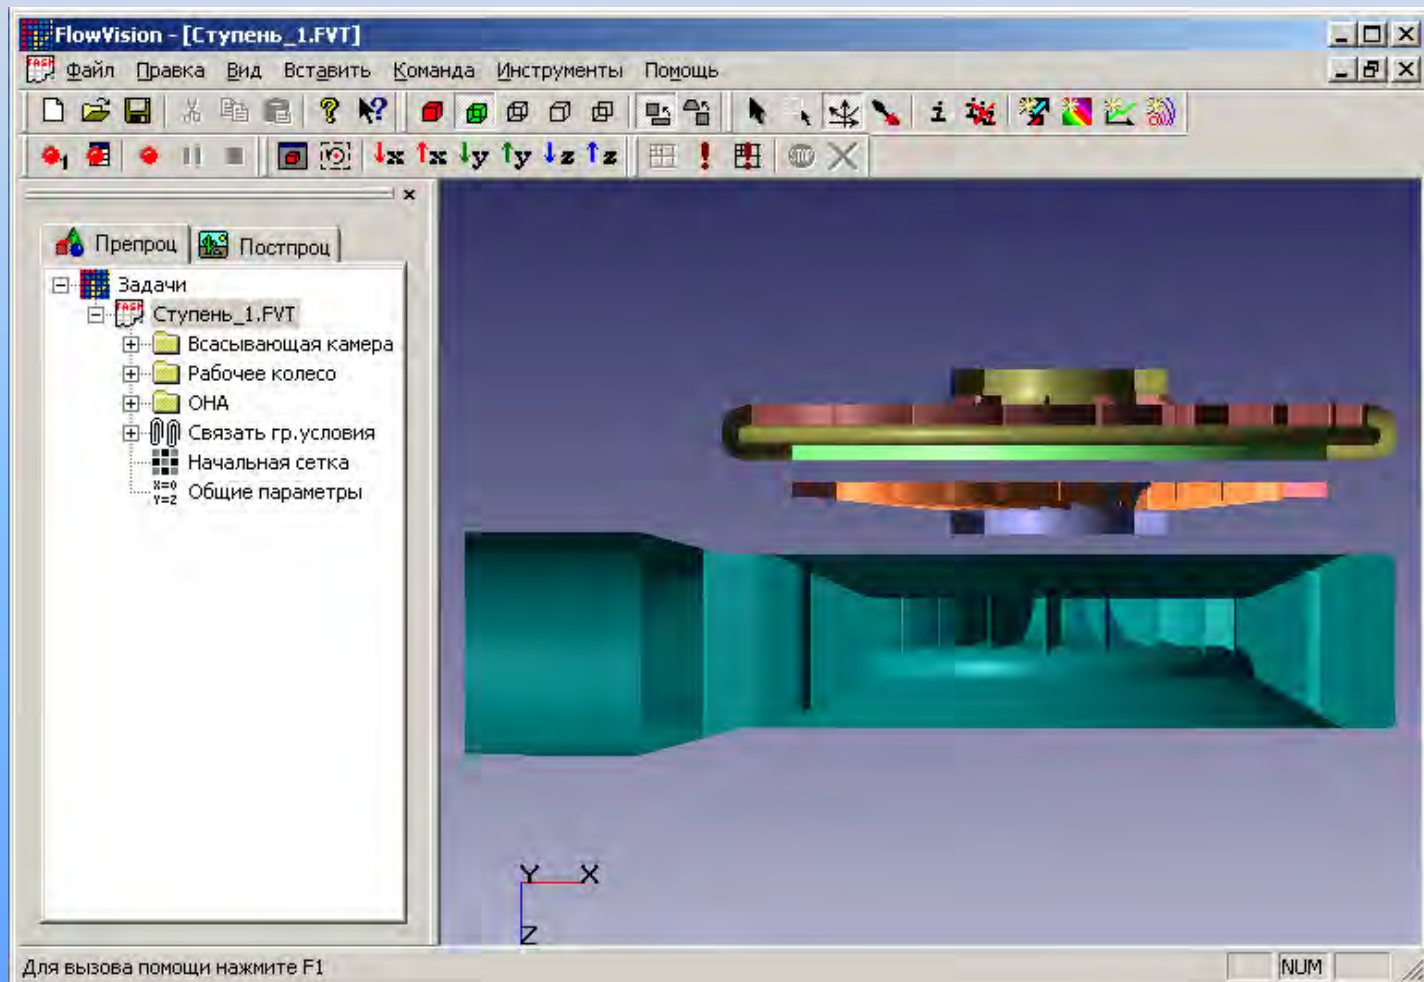 FlowVision - [Ступень_1.FVT]
Файл Правка Вид Вставить Команда Инструменты Помощь
x x y y z z
Препроц Постпроц
Задачи
Ступень_1.FVT
Всасывающая камера
Рабочее колесо
ОНА
Связать гр.условия
Начальная сетка
X=0
Y=Z
Общие параметры
Y X
Z
Для вызова помощи нажмите F1
NUM